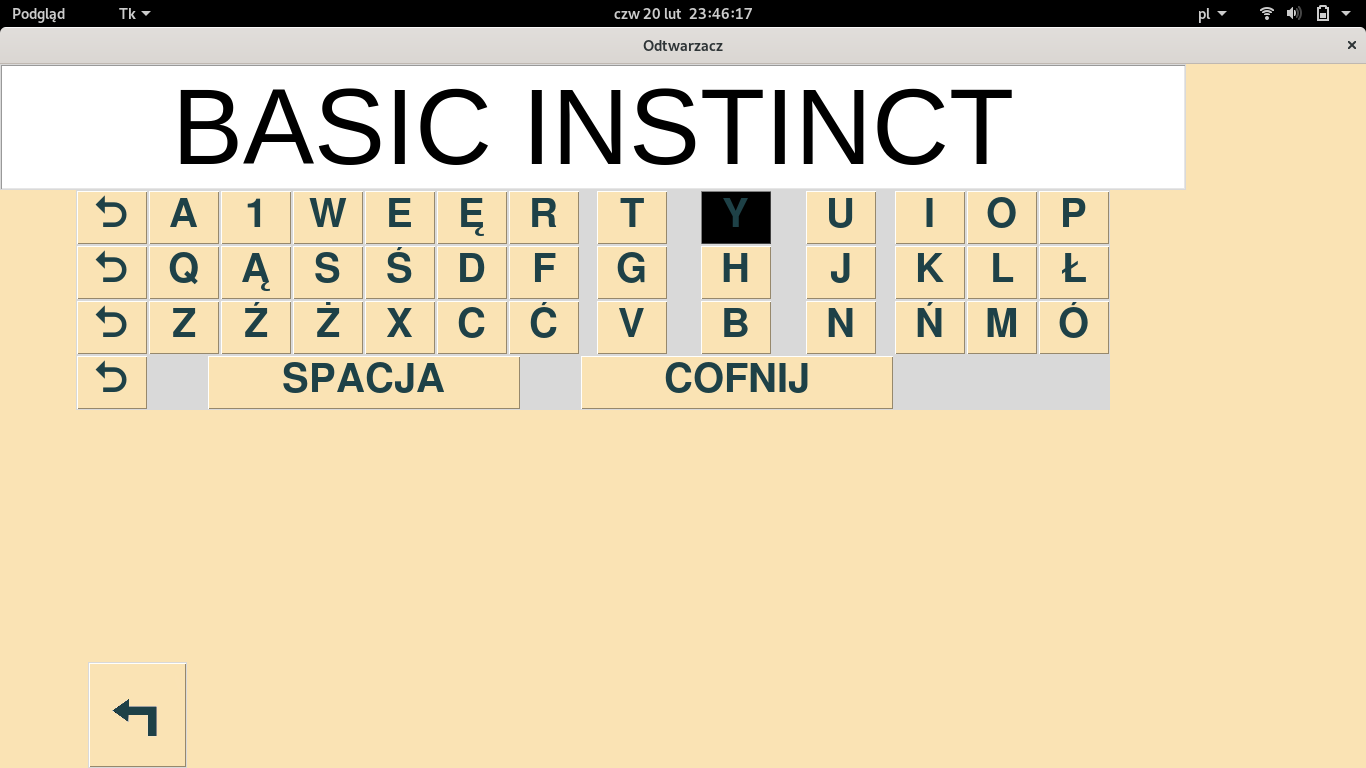 Podgląd Tk czw 20 lut 23:46:17 pl
Odtwarzacz
BASIC INSTINCT
A 1 W E Ę R T Y U I O P
Q Ą S Ś D F G H J K L Ł
Z Ź Ż X C Ć V B N Ń M Ó
SPACJA COFNIJ